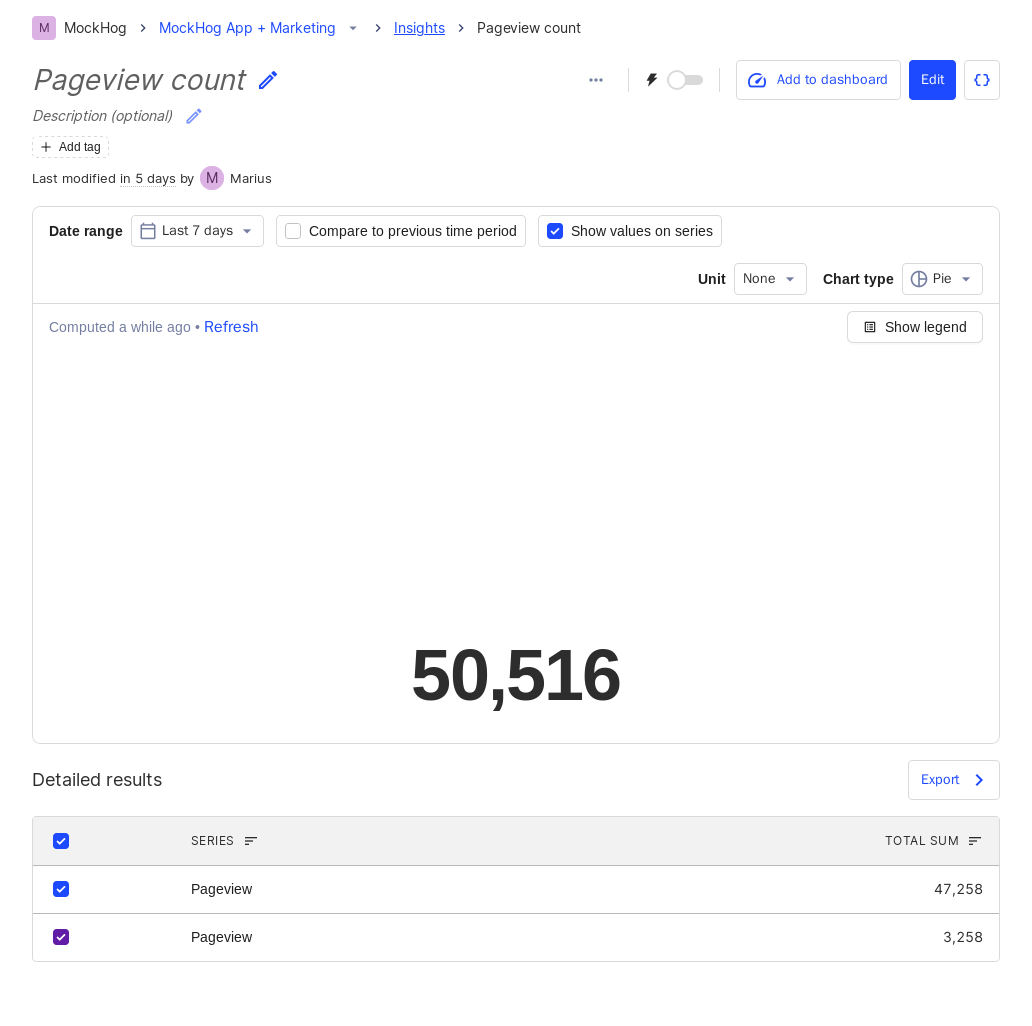 M MockHog MockHog App + Marketing Insights Pageview count
Pageview count
Add to dashboard Edit
Description (optional)
Add tag
Last modified in 5 days by M Marius
Date range Last 7 days Compare to previous time period Show values on series
Unit None Chart type Pie
Computed a while ago • Refresh Show legend
50,516
Detailed results Export
SERIES TOTAL SUM
Pageview 47,258
Pageview 3,258